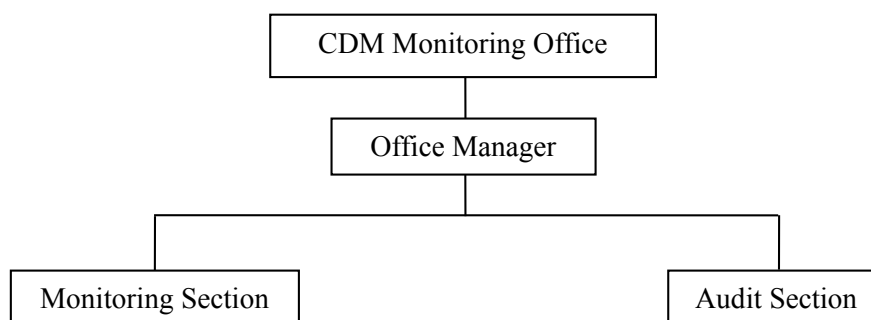 CDM Monitoring Office
Office Manager
Monitoring Section
Audit Section